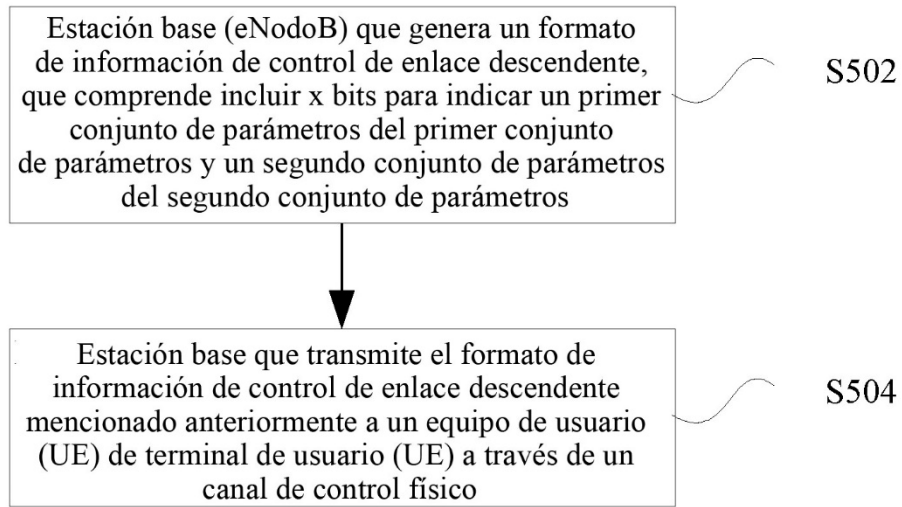 Estación base (eNodoB) que genera un formato
de información de control de enlace descendente,
que comprende incluir x bits para indicar un primer
conjunto de parámetros del primer conjunto
de parámetros y un segundo conjunto de parámetros
del segundo conjunto de parámetros
S502
Estación base que transmite el formato de
información de control de enlace descendente
mencionado anteriormente a un equipo de usuario
(UE) de terminal de usuario (UE) a través de un
canal de control físico
S504